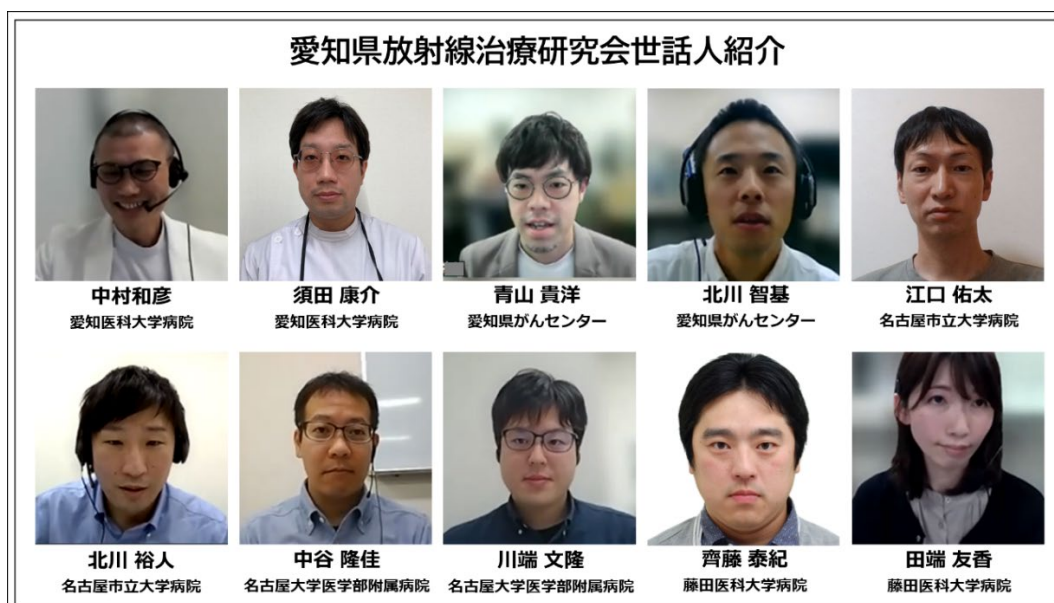 愛知県放射線治療研究会世話人紹介
中村和彦
愛知医科大学病院
須田 康介
愛知医科大学病院
青山 貴洋
愛知県がんセンター
北川 智基
愛知県がんセンター
江口 佑太
名古屋市立大学病院
北川 裕人
名古屋市立大学病院
中谷 隆佳
名古屋大学医学部附属病院
川端 文隆
名古屋大学医学部附属病院
齊藤 泰紀
藤田医科大学病院
田端 友香
藤田医科大学病院